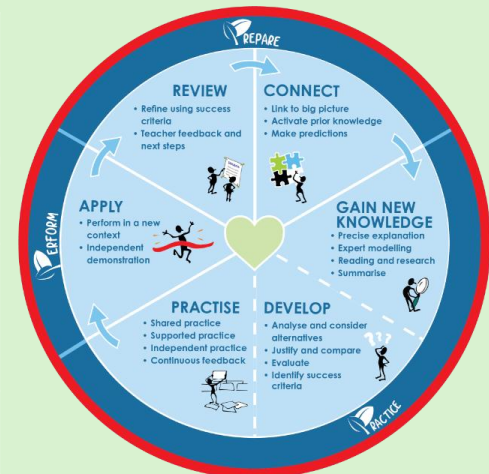 PREPARE
REVIEW
• Refine using success
criteria
• Teacher feedback and
next steps
CONNECT
• Link to big picture
• Activate prior knowledge
• Make predictions
GAIN NEW
KNOWLEDGE
• Precise explanation
• Expert modelling
• Reading and research
• Summarise
DEVELOP
• Analyse and consider
alternatives
• Justify and compare
• Evaluate
• Identify success
criteria
???
PRACTISE
• Shared practice
• Supported practice
• Independent practice
• Continuous feedback
APPLY
• Perform in a new
context
• Independent
demonstration
PERFORM
PRACTICE